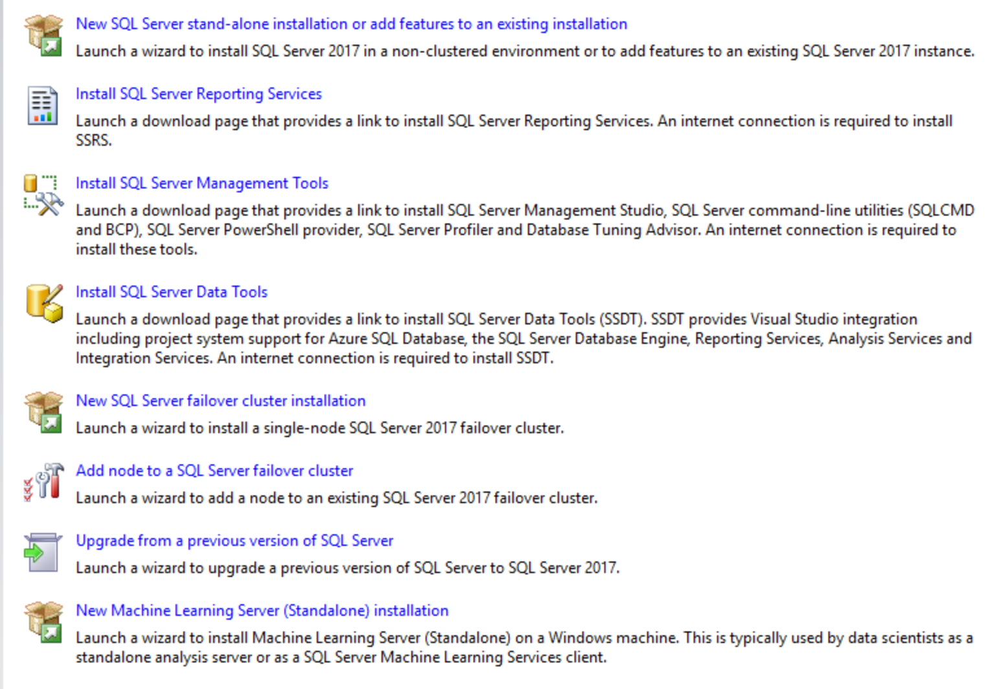 New SQL Server stand-alone installation or add features to an existing installation
Launch a wizard to install SQL Server 2017 in a non-clustered environment or to add features to an existing SQL Server 2017 instance.
Install SQL Server Reporting Services
Launch a download page that provides a link to install SQL Server Reporting Services. An internet connection is required to install
SSRS.
Install SQL Server Management Tools
Launch a download page that provides a link to install SQL Server Management Studio, SQL Server command-line utilities (SQLCMD
and BCP), SQL Server PowerShell provider, SQL Server Profiler and Database Tuning Advisor. An internet connection is required to
install these tools.
Install SQL Server Data Tools
Launch a download page that provides a link to install SQL Server Data Tools (SSDT). SSDT provides Visual Studio integration
including project system support for Azure SQL Database, the SQL Server Database Engine, Reporting Services, Analysis Services and
Integration Services. An internet connection is required to install SSDT.
New SQL Server failover cluster installation
Launch a wizard to install a single-node SQL Server 2017 failover cluster.
Add node to a SQL Server failover cluster
Launch a wizard to add a node to an existing SQL Server 2017 failover cluster.
Upgrade from a previous version of SQL Server
Launch a wizard to upgrade a previous version of SQL Server to SQL Server 2017.
New Machine Learning Server (Standalone) installation
Launch a wizard to install Machine Learning Server (Standalone) on a Windows machine. This is typically used by data scientists as a
standalone analysis server or as a SQL Server Machine Learning Services client.